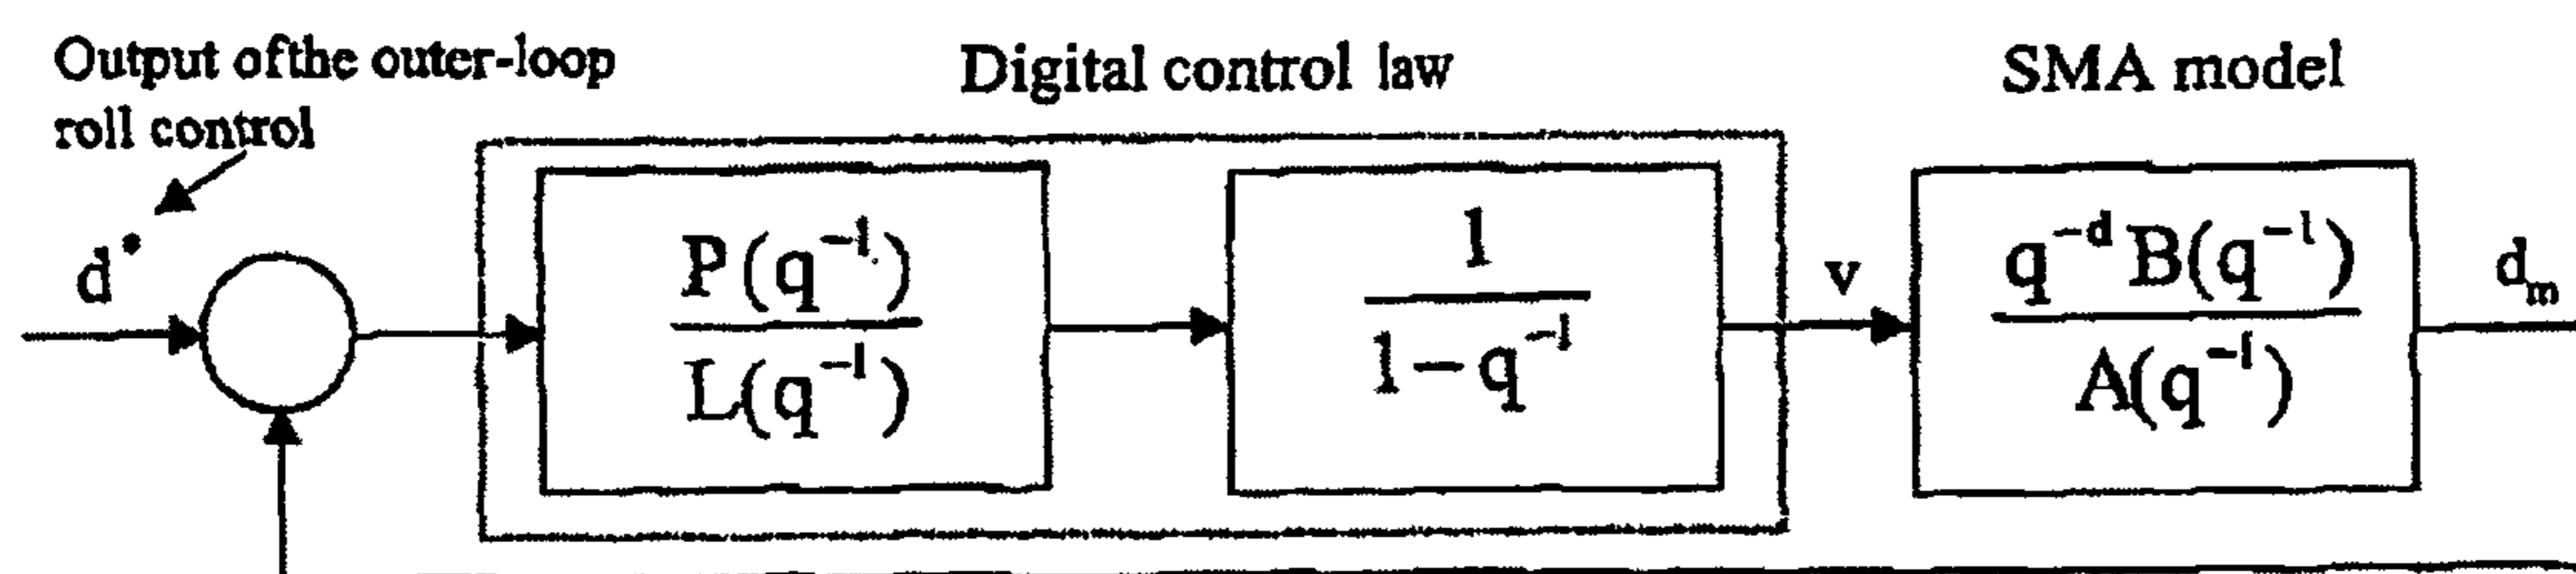 Output ofthe outer-loop
roll control
Digital control law
SMA model
d*
P(q⁻¹)
L(q⁻¹)
1
1-q⁻¹
v
q⁻ᵈ B(q⁻¹)
A(q⁻¹)
dₘ